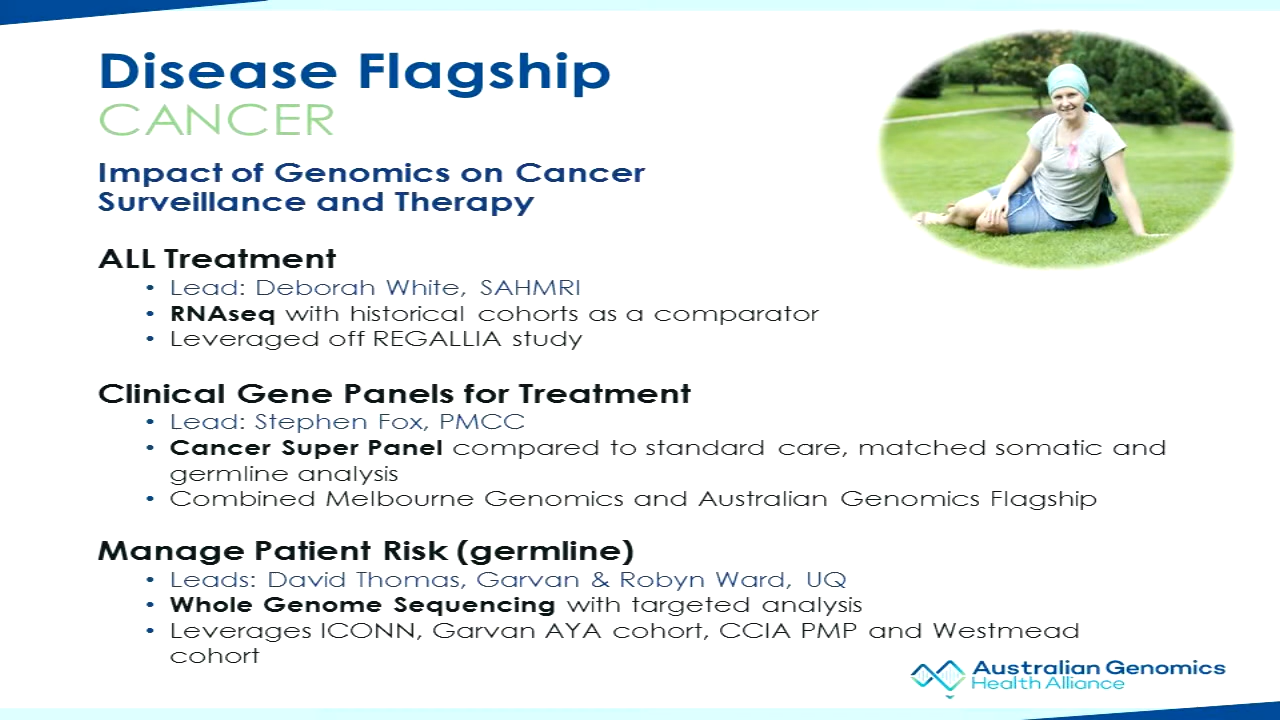 Disease Flagship
CANCER
Impact of Genomics on Cancer
Surveillance and Therapy
ALL Treatment
• Lead: Deborah White, SAHMRI
• RNAseq with historical cohorts as a comparator
• Leveraged off REGALLIA study
Clinical Gene Panels for Treatment
• Lead: Stephen Fox, PMCC
• Cancer Super Panel compared to standard care, matched somatic and
germline analysis
• Combined Melbourne Genomics and Australian Genomics Flagship
Manage Patient Risk (germline)
• Leads: David Thomas, Garvan & Robyn Ward, UQ
• Whole Genome Sequencing with targeted analysis
• Leverages ICONN, Garvan AYA cohort, CCIA PMP and Westmead
cohort
Australian Genomics
Health Alliance